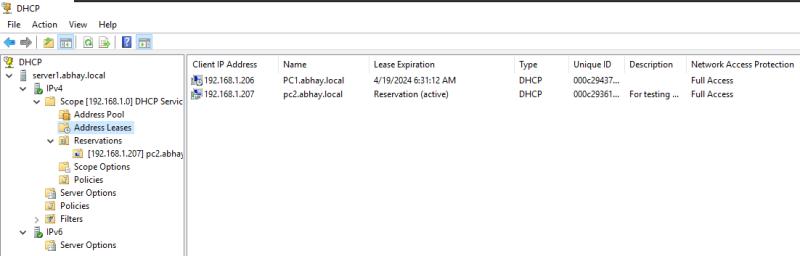 DHCP
File Action View Help
DHCP
server1.abhay.local
IPv4
Scope [192.168.1.0] DHCP Servic
Address Pool
Address Leases
Reservations
[192.168.1.207] pc2.abhay
Scope Options
Policies
Server Options
Policies
Filters
IPv6
Server Options
Client IP Address Name Lease Expiration Type Unique ID Description Network Access Protection
192.168.1.206 PC1.abhay.local 4/19/2024 6:31:12 AM DHCP 000c29437... Full Access
192.168.1.207 pc2.abhay.local Reservation (active) DHCP 000c29361... For testing ... Full Access